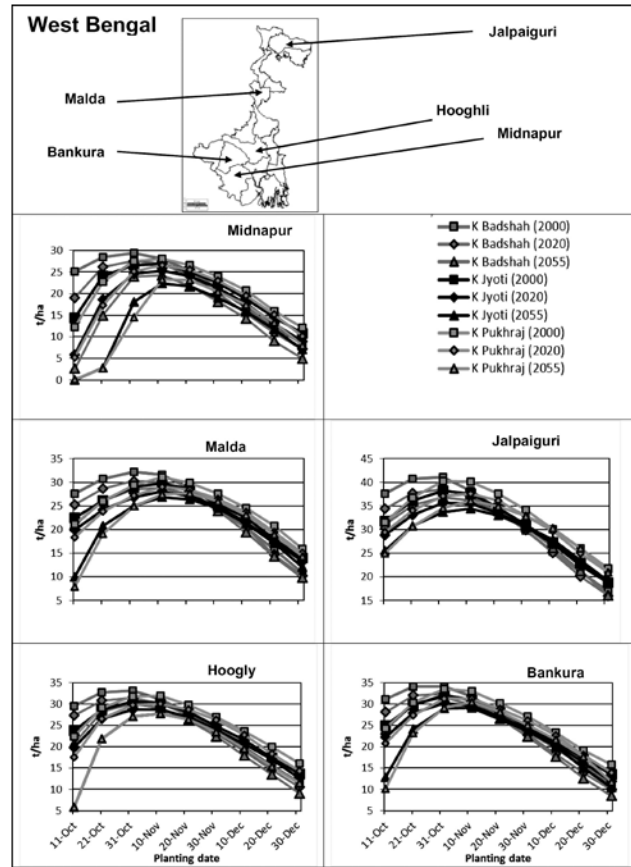 West Bengal
Jalpaiguri
Malda
Hooghli
Bankura
Midnapur
Midnapur
30
25
20
15
10
5
0
t/ha
K Badshah (2000)
K Badshah (2020)
K Badshah (2055)
K Jyoti (2000)
K Jyoti (2020)
K Jyoti (2055)
K Pukhraj (2000)
K Pukhraj (2020)
K Pukhraj (2055)
Malda
35
30
25
20
15
10
5
t/ha
Jalpaiguri
45
40
35
30
25
20
15
t/ha
Hoogly
35
30
25
20
15
10
5
t/ha
11-Oct
21-Oct
31-Oct
10-Nov
20-Nov
30-Nov
10-Dec
20-Dec
30-Dec
Planting date
Bankura
35
30
25
20
15
10
5
t/ha
11-Oct
21-Oct
31-Oct
10-Nov
20-Nov
30-Nov
10-Dec
20-Dec
30-Dec
Planting date